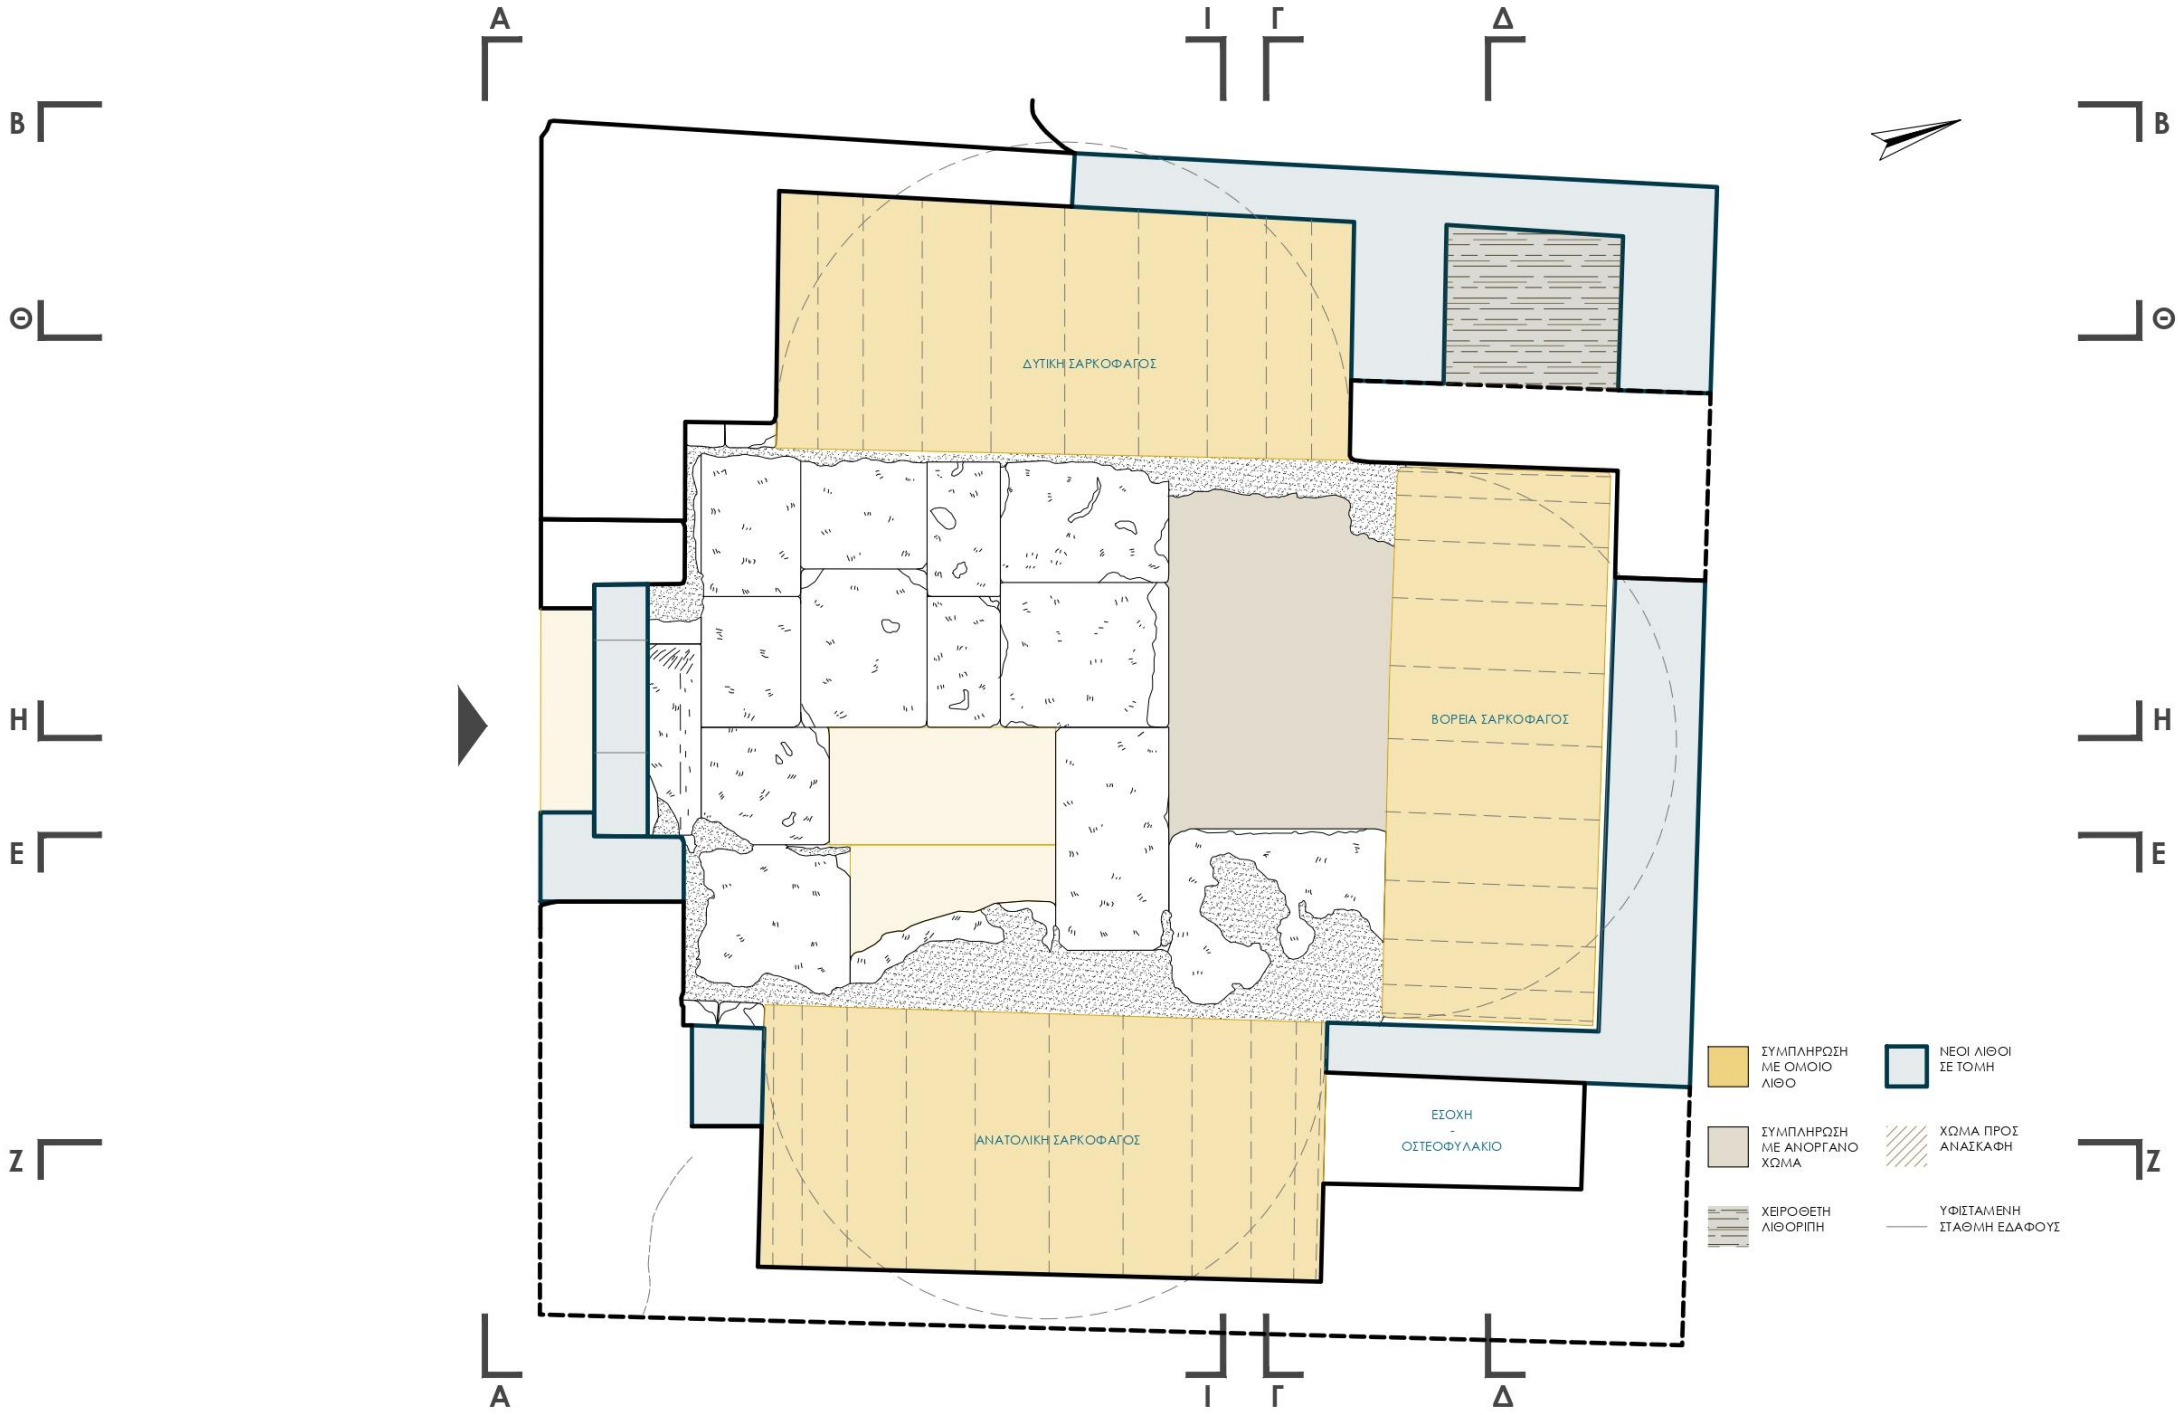 Α Ι Γ Δ
Β Β
Θ Θ
ΔΥΤΙΚΗ ΣΑΡΚΟΦΑΓΟΣ
Η Η
ΒΟΡΕΙΑ ΣΑΡΚΟΦΑΓΟΣ
Ε Ε
ΑΝΑΤΟΛΙΚΗ ΣΑΡΚΟΦΑΓΟΣ
ΕΣΟΧΗ
-
ΟΣΤΕΟΦΥΛΑΚΙΟ
Ζ Ζ
ΣΥΜΠΛΗΡΩΣΗ
ΜΕ ΟΜΟΙΟ
ΛΙΘΟ
ΝΕΟΙ ΛΙΘΟΙ
ΣΕ ΤΟΜΗ
ΣΥΜΠΛΗΡΩΣΗ
ΜΕ ΑΝΟΡΓΑΝΟ
ΧΩΜΑ
ΧΩΜΑ ΠΡΟΣ
ΑΝΑΣΚΑΦΗ
ΧΕΙΡΟΘΕΤΗ
ΛΙΘΟΡΙΠΗ
ΥΦΙΣΤΑΜΕΝΗ
ΣΤΑΘΜΗ ΕΔΑΦΟΥΣ
Α Ι Γ Δ